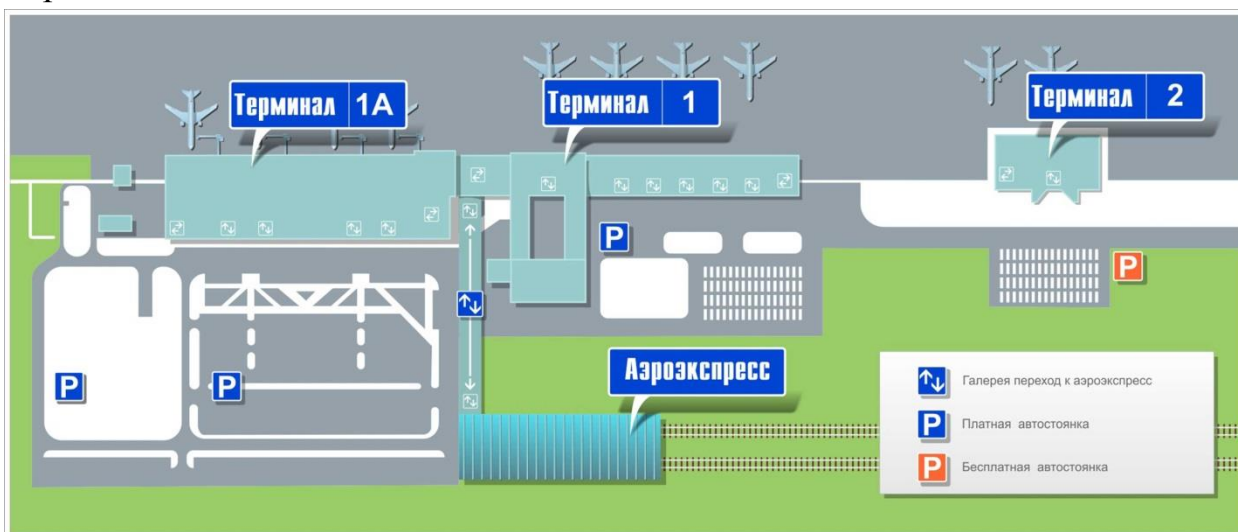 Терминал 1А
Терминал 1
Терминал 2
P
P
Аэроэкспресс
P
P
Галерея переход к аэроэкспресс
P Платная автостоянка
P Бесплатная автостоянка